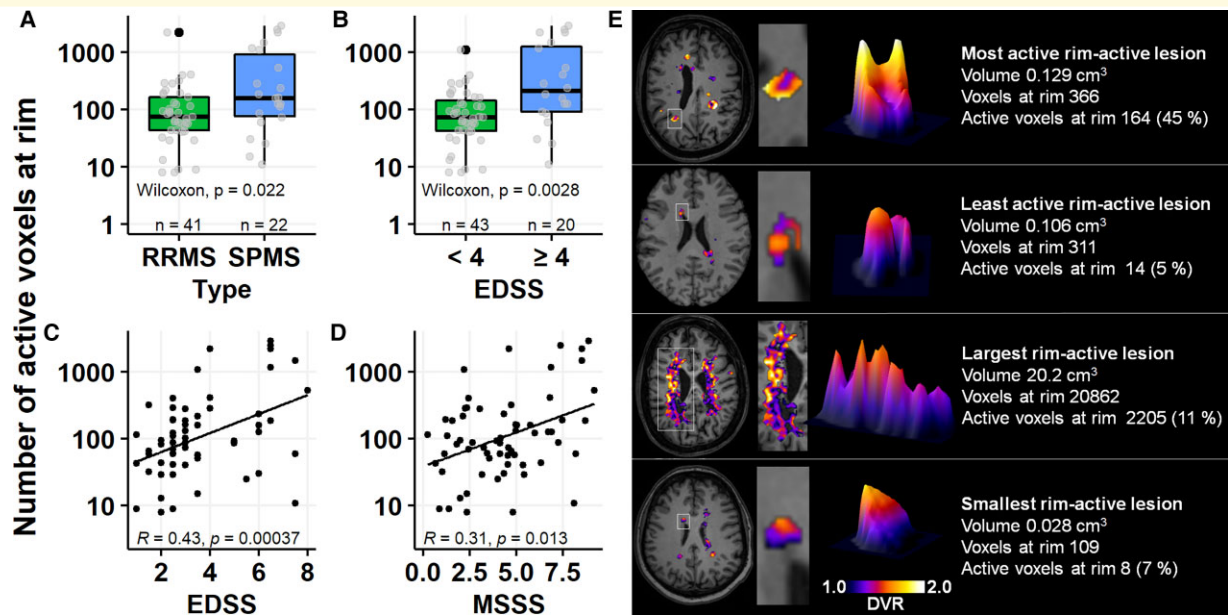 Number of active voxels at rim
A
1000
100
10
1
Wilcoxon, p = 0.022
n = 41 n = 22
RRMS SPMS
Type
B
1000
100
10
1
Wilcoxon, p = 0.0028
n = 43 n = 20
< 4 ≥ 4
EDSS
C
1000
100
10
R = 0.43, p = 0.00037
2 4 6 8
EDSS
D
1000
100
10
R = 0.31, p = 0.013
0.0 2.5 5.0 7.5
MSSS
E
Most active rim-active lesion
Volume 0.129 cm³
Voxels at rim 366
Active voxels at rim 164 (45 %)
Least active rim-active lesion
Volume 0.106 cm³
Voxels at rim 311
Active voxels at rim 14 (5 %)
Largest rim-active lesion
Volume 20.2 cm³
Voxels at rim 20862
Active voxels at rim 2205 (11 %)
Smallest rim-active lesion
Volume 0.028 cm³
Voxels at rim 109
Active voxels at rim 8 (7 %)
1.0 2.0
DVR